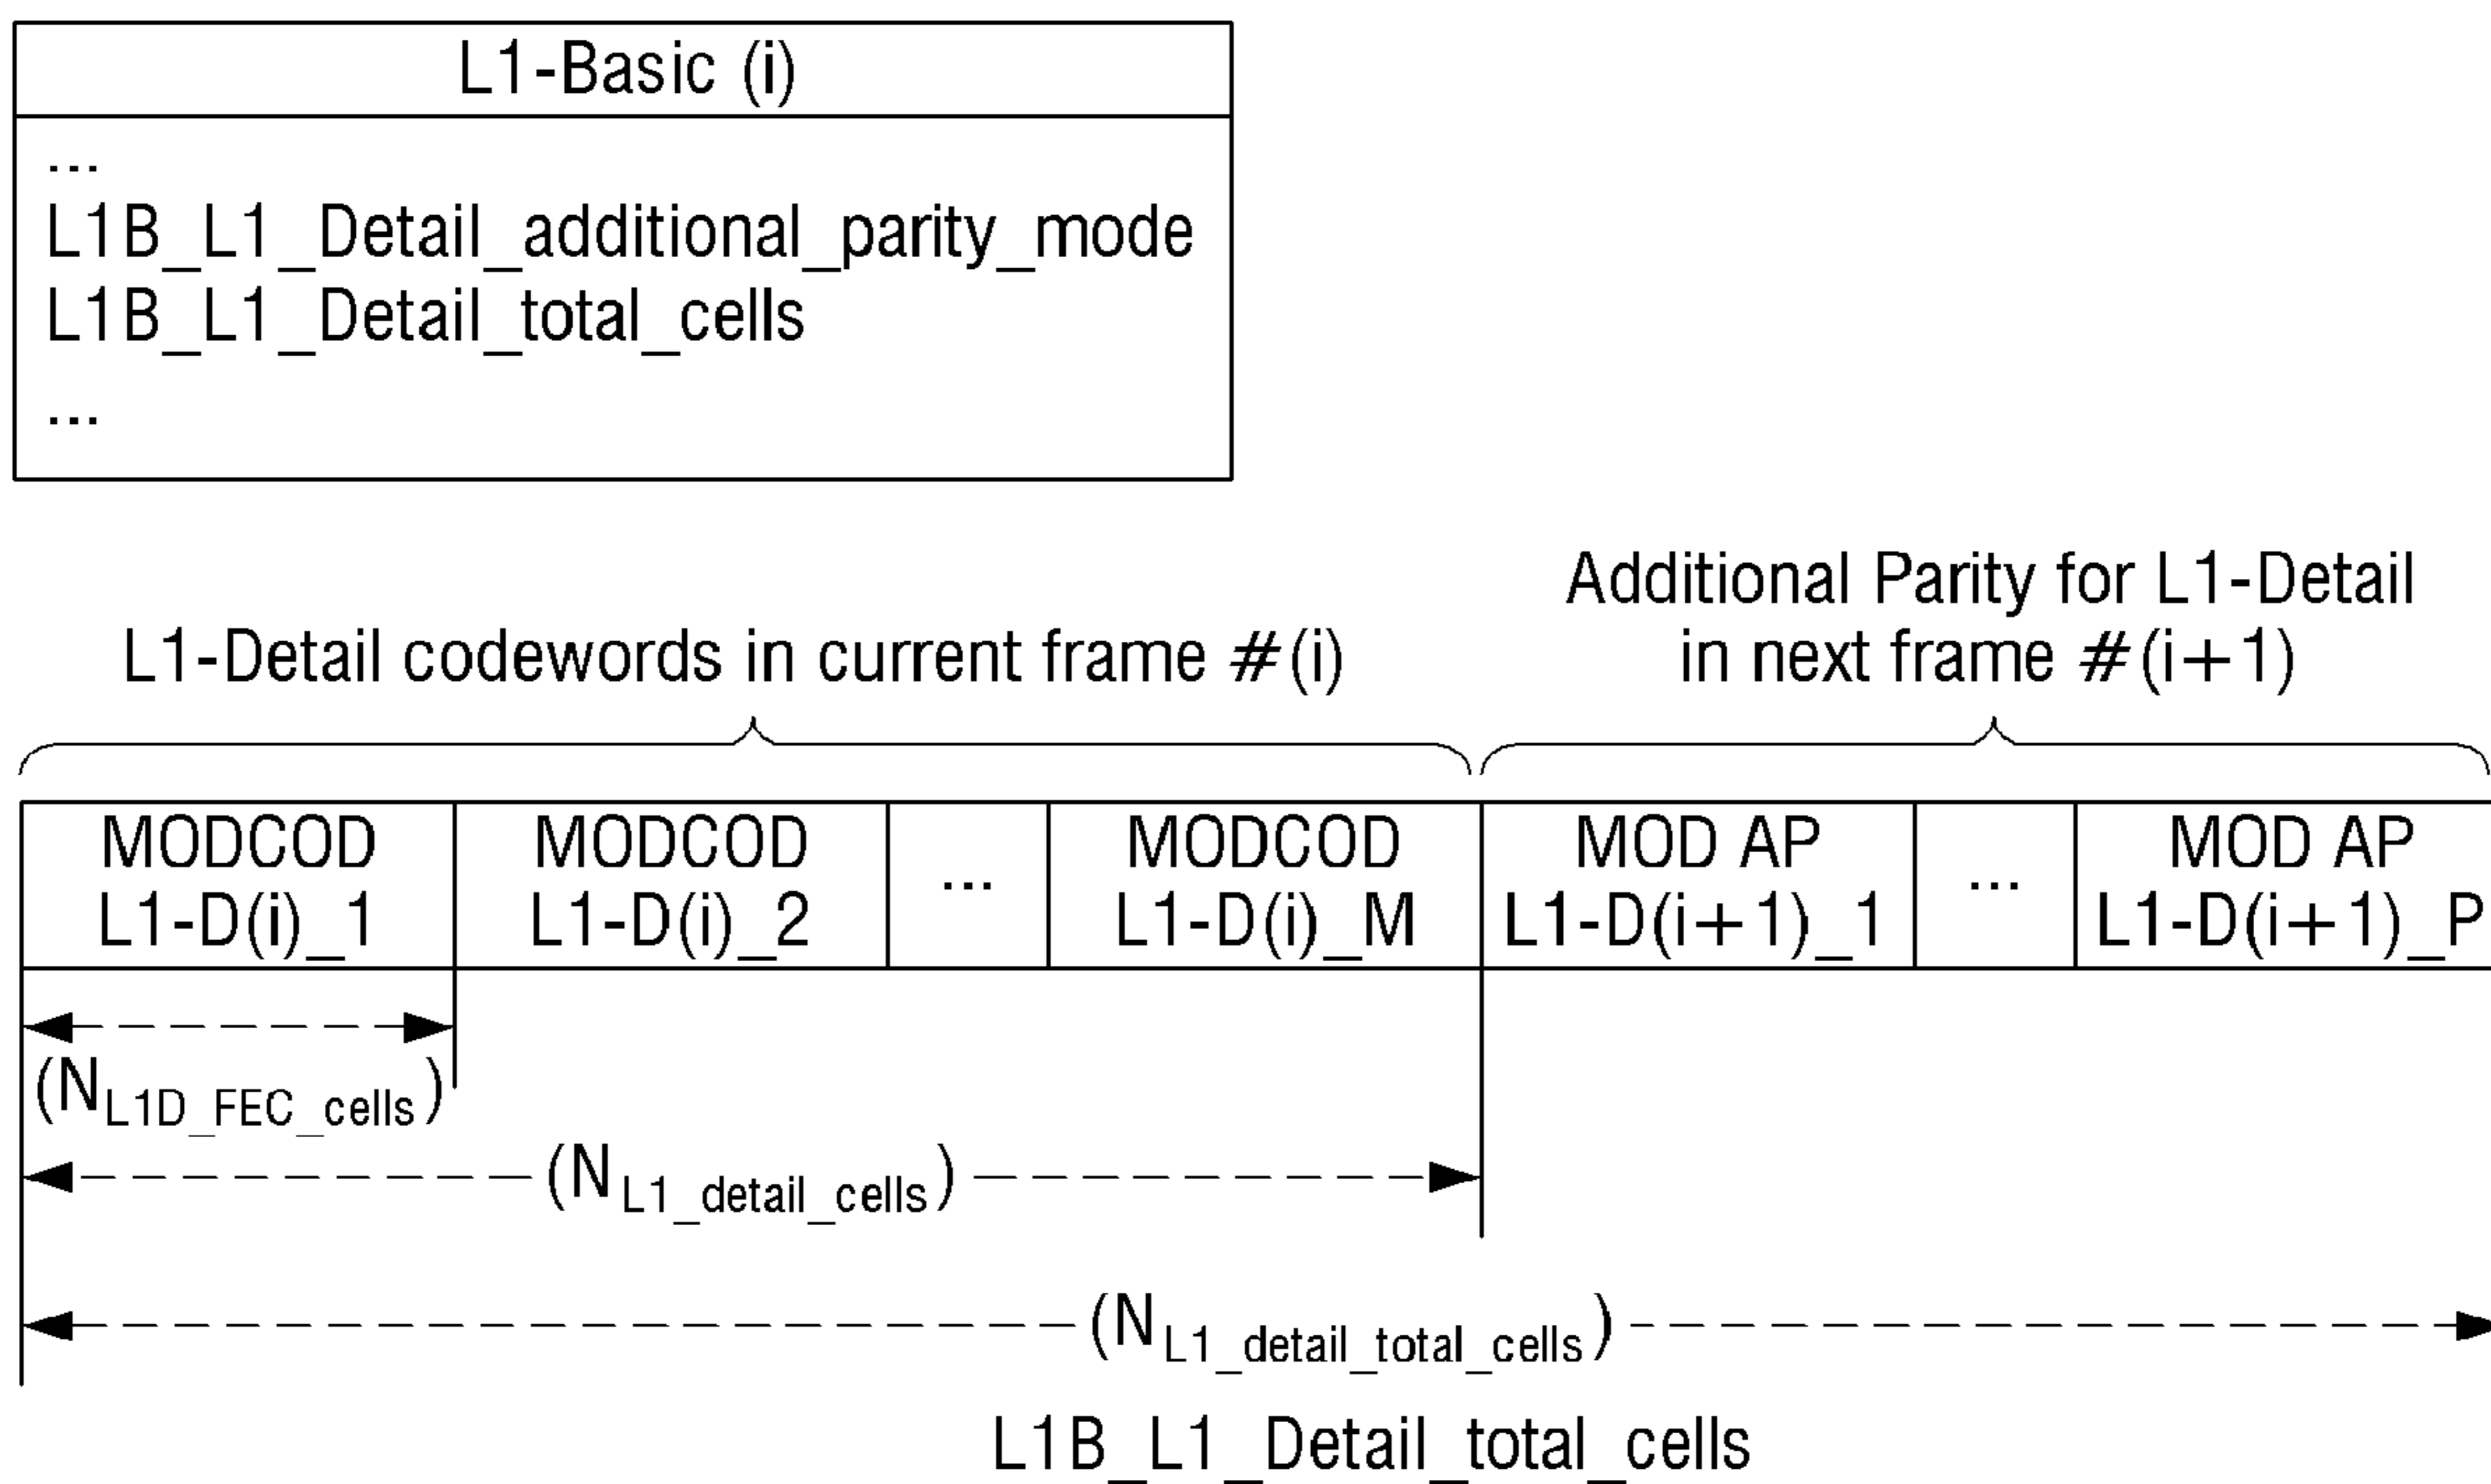 L1-Basic (i)
...
L1B_L1_Detail_additional_parity_mode
L1B_L1_Detail_total_cells
...
Additional Parity for L1-Detail
in next frame #(i+1)
L1-Detail codewords in current frame #(i)
MODCOD
L1-D(i)_1
MODCOD
L1-D(i)_2
...
MODCOD
L1-D(i)_M
MOD AP
L1-D(i+1)_1
...
MOD AP
L1-D(i+1)_P
(NL1D_FEC_cells)
(NL1_detail_cells)
(NL1_detail_total_cells)
L1B_L1_Detail_total_cells